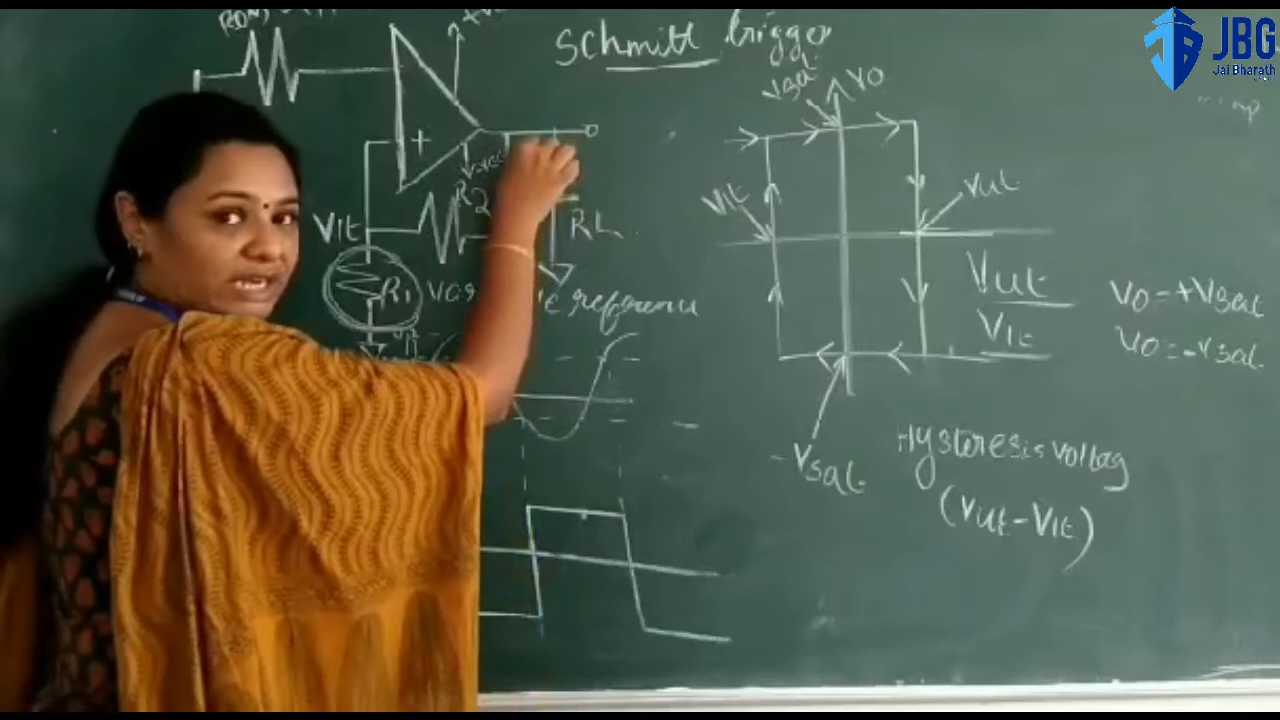 Schmitt trigger
JBG
Jai Bharath
+V
Vsat
Vo
+
R2
Vlt
RL
R1
Vlt
Vut
reference
Vut
Vlt
Vo=+Vsat
Vo=-Vsat
-Vsat
Hysteresis voltag
(Vut-Vlt)